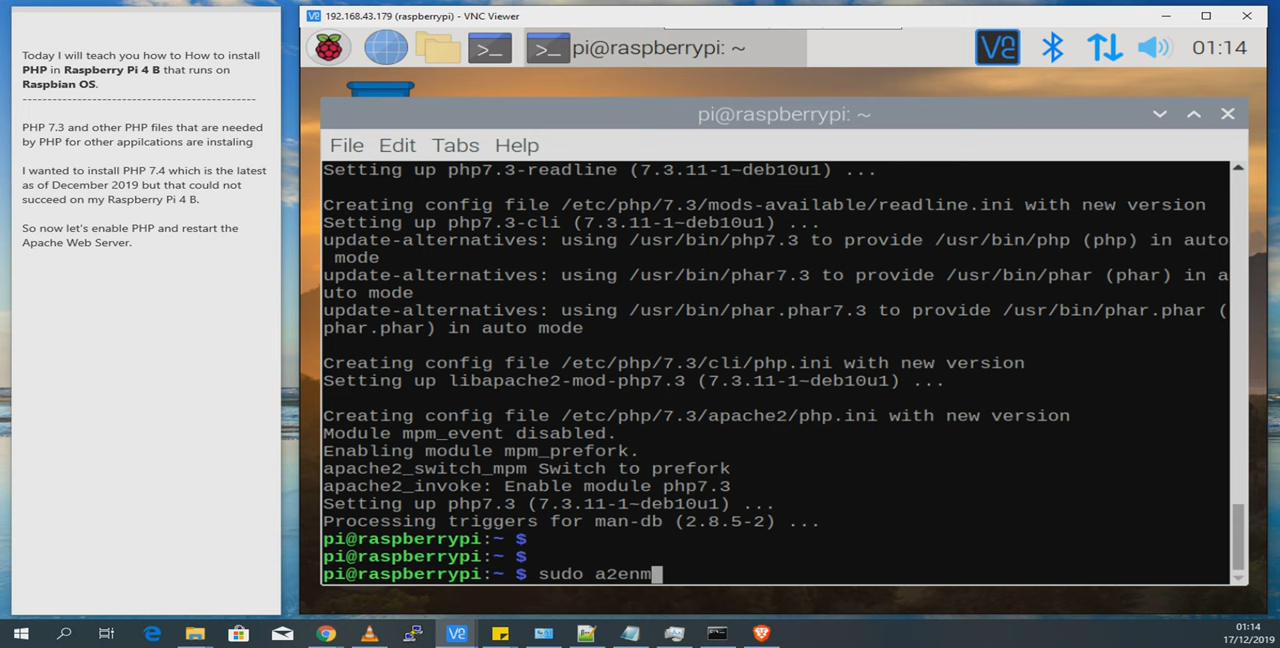 Today I will teach you how to How to install
PHP in Raspberry Pi 4 B that runs on
Raspbian OS.
--------------------------------------------
PHP 7.3 and other PHP files that are needed
by PHP for other appilcations are instaling
I wanted to install PHP 7.4 which is the latest
as of December 2019 but that could not
succeed on my Raspberry Pi 4 B.
So now let's enable PHP and restart the
Apache Web Server.
192.168.43.179 (raspberrypi) - VNC Viewer
pi@raspberrypi: ~
01:14
pi@raspberrypi: ~
File Edit Tabs Help
Setting up php7.3-readline (7.3.11-1~deb10u1) ...
Creating config file /etc/php/7.3/mods-available/readline.ini with new version
Setting up php7.3-cli (7.3.11-1~deb10u1) ...
update-alternatives: using /usr/bin/php7.3 to provide /usr/bin/php (php) in auto
mode
update-alternatives: using /usr/bin/phar7.3 to provide /usr/bin/phar (phar) in a
uto mode
update-alternatives: using /usr/bin/phar.phar7.3 to provide /usr/bin/phar.phar (
phar.phar) in auto mode
Creating config file /etc/php/7.3/cli/php.ini with new version
Setting up libapache2-mod-php7.3 (7.3.11-1~deb10u1) ...
Creating config file /etc/php/7.3/apache2/php.ini with new version
Module mpm_event disabled.
Enabling module mpm_prefork.
apache2_switch_mpm Switch to prefork
apache2_invoke: Enable module php7.3
Setting up php7.3 (7.3.11-1~deb10u1) ...
Processing triggers for man-db (2.8.5-2) ...
pi@raspberrypi:~ $
pi@raspberrypi:~ $
pi@raspberrypi:~ $ sudo a2enm
01:14
17/12/2019